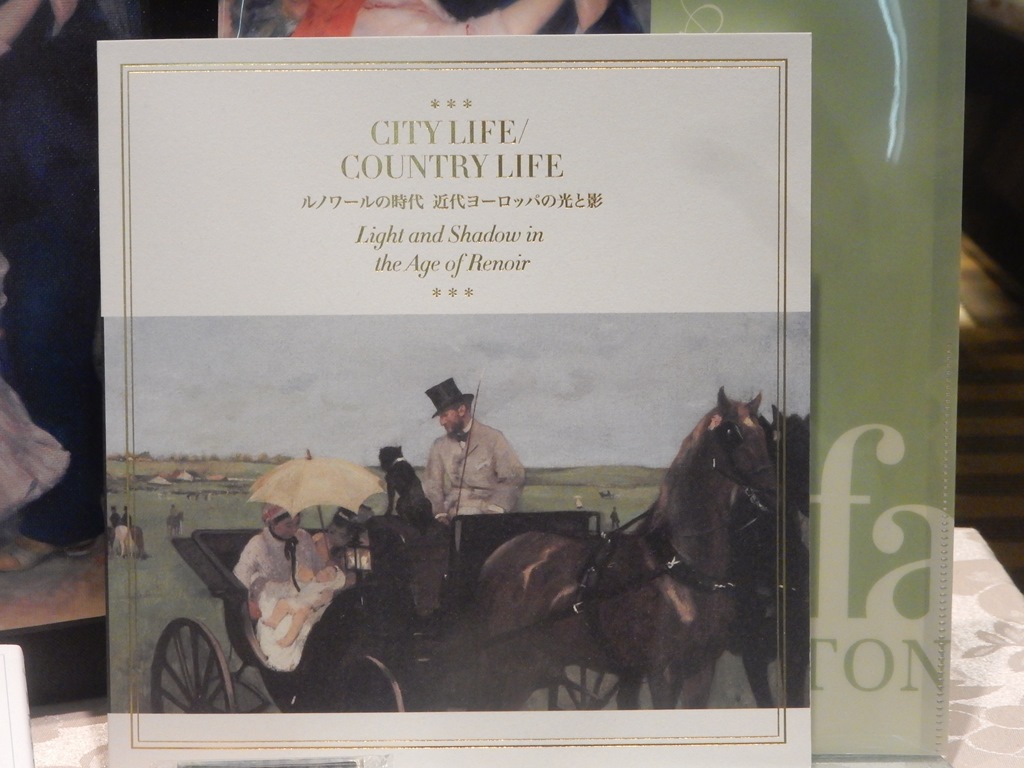 ***
CITY LIFE/
COUNTRY LIFE
ルノワールの時代 近代ヨーロッパの光と影
Light and Shadow in
the Age of Renoir
***
fa
TON